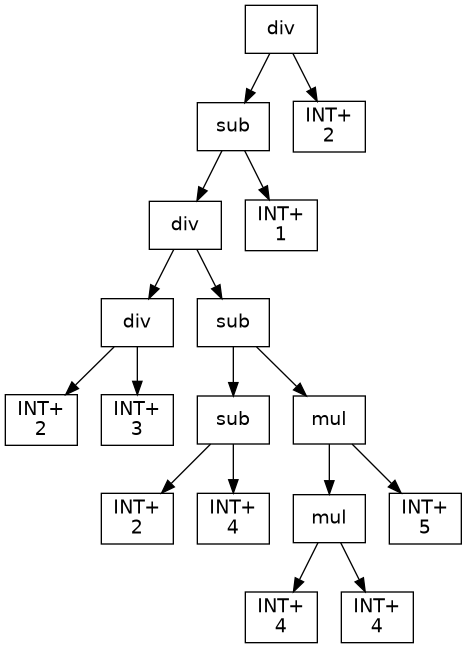 div
sub
INT+
2
div
INT+
1
div
sub
INT+
2
INT+
3
sub
mul
INT+
2
INT+
4
mul
INT+
5
INT+
4
INT+
4